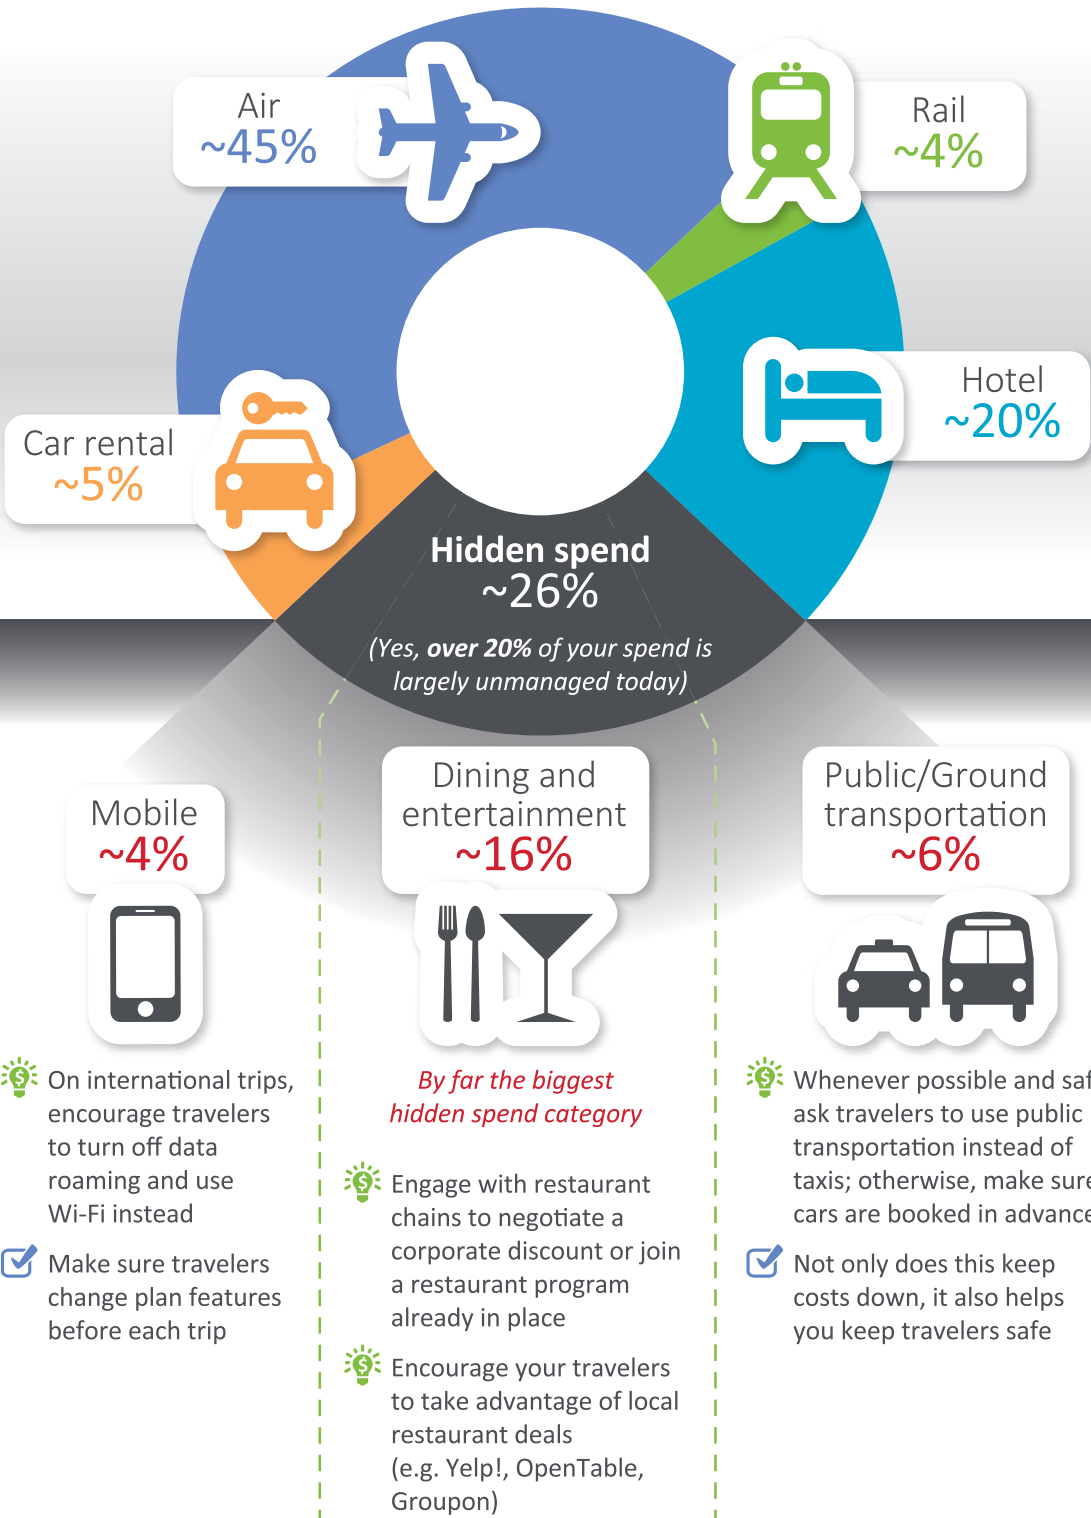 Air
~45%
Rail
~4%
Hotel
~20%
Car rental
~5%
Hidden spend
~26%
(Yes, over 20% of your spend is
largely unmanaged today)
Mobile
~4%
On international trips,
encourage travelers
to turn off data
roaming and use
Wi-Fi instead
Make sure travelers
change plan features
before each trip
Dining and
entertainment
~16%
By far the biggest
hidden spend category
Engage with restaurant
chains to negotiate a
corporate discount or join
a restaurant program
already in place
Encourage your travelers
to take advantage of local
restaurant deals
(e.g. Yelp!, OpenTable,
Groupon)
Public/Ground
transportation
~6%
Whenever possible and
ask travelers to use public
transportation instead of
taxis; otherwise, make sure
cars are booked in advance
Not only does this keep
costs down, it also helps
you keep travelers safe